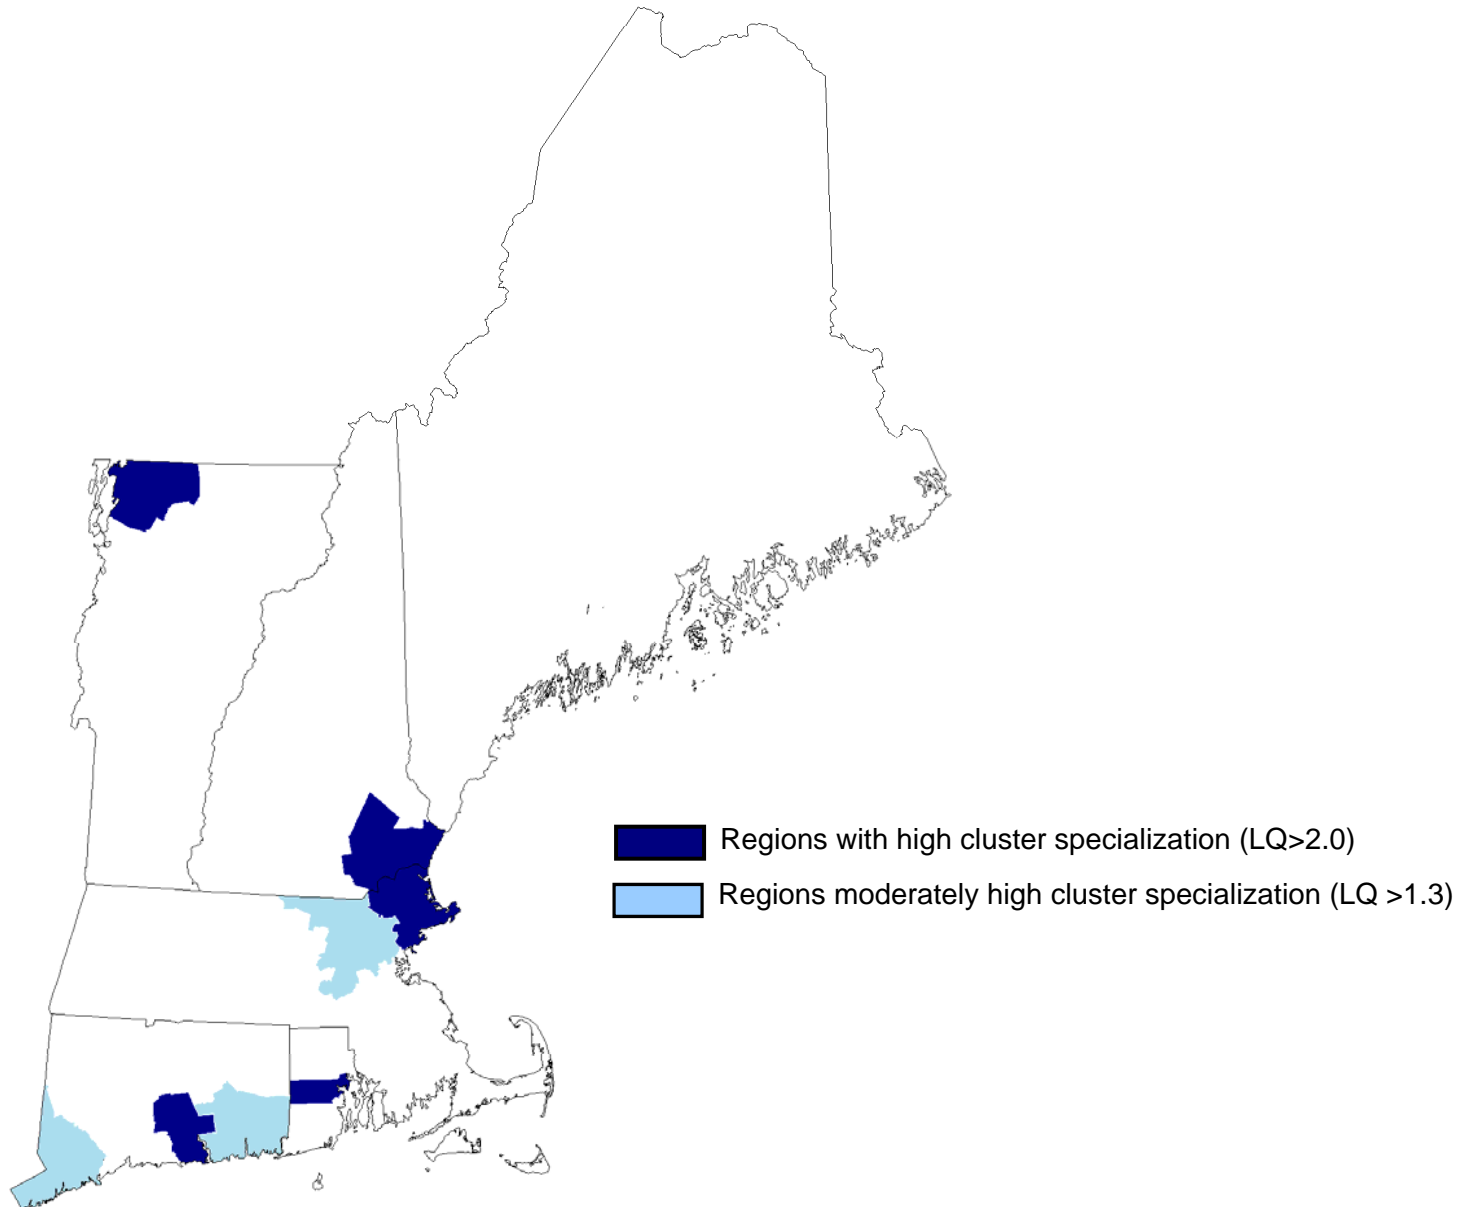 Regions with high cluster specialization (LQ>2.0)
Regions moderately high cluster specialization (LQ >1.3)